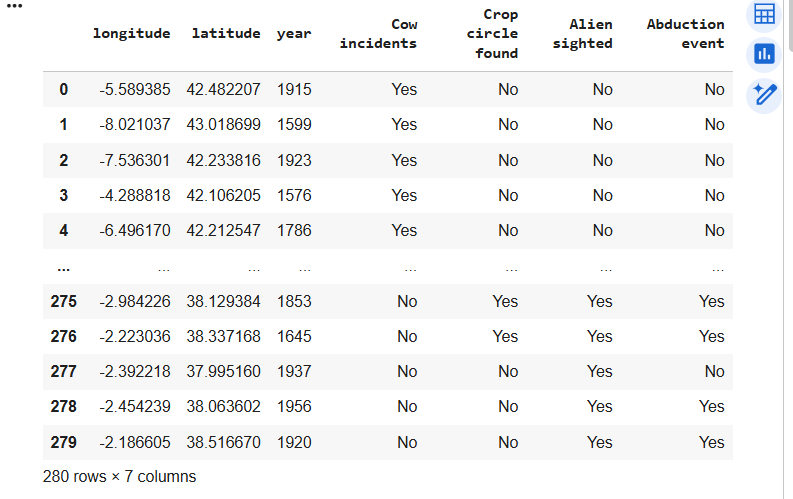 longitude latitude year Cow incidents Crop circle found Alien sighted Abduction event
0 -5.589385 42.482207 1915 Yes No No No
1 -8.021037 43.018699 1599 Yes No No No
2 -7.536301 42.233816 1923 Yes No No No
3 -4.288818 42.106205 1576 Yes No No No
4 -6.496170 42.212547 1786 Yes No No No
... ... ... ... ... ... ... ...
275 -2.984226 38.129384 1853 No Yes Yes Yes
276 -2.223036 38.337168 1645 No Yes Yes Yes
277 -2.392218 37.995160 1937 No No Yes No
278 -2.454239 38.063602 1956 No No Yes Yes
279 -2.186605 38.516670 1920 No No Yes Yes
280 rows × 7 columns